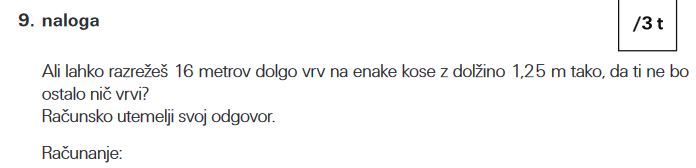 9. naloga
/3 t
Ali lahko razrežeš 16 metrov dolgo vrv na enake kose z dolžino 1,25 m tako, da ti ne bo
ostalo nič vrvi?
Računsko utemelji svoj odgovor.
Računanje: